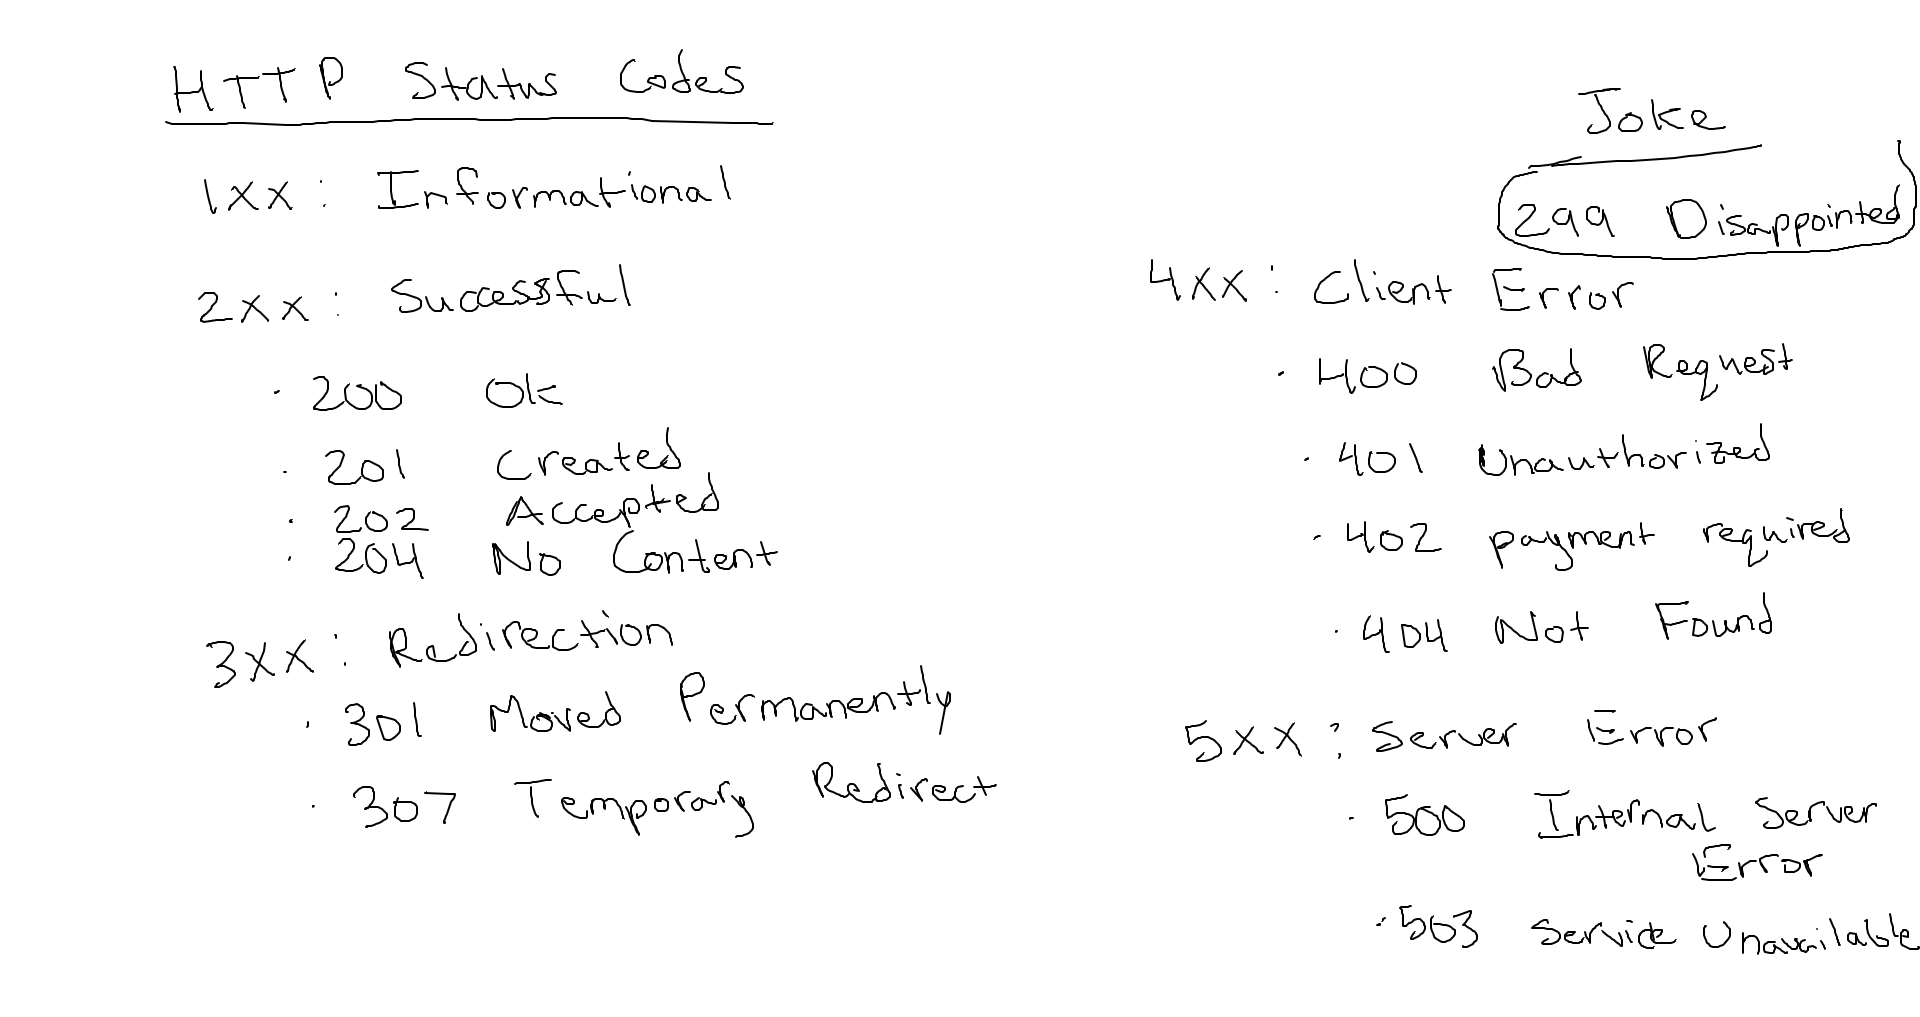 HTTP Status Codes
1XX : Informational
2XX : Successful
· 200 Ok
· 201 Created
· 202 Accepted
· 204 No Content
3XX : Redirection
· 301 Moved Permanently
· 307 Temporary Redirect
Joke
299 Disappointed
4XX : Client Error
· 400 Bad Request
· 401 Unauthorized
· 402 payment required
· 404 Not Found
5XX : Server Error
· 500 Internal Server
Error
· 503 Service Unavailable